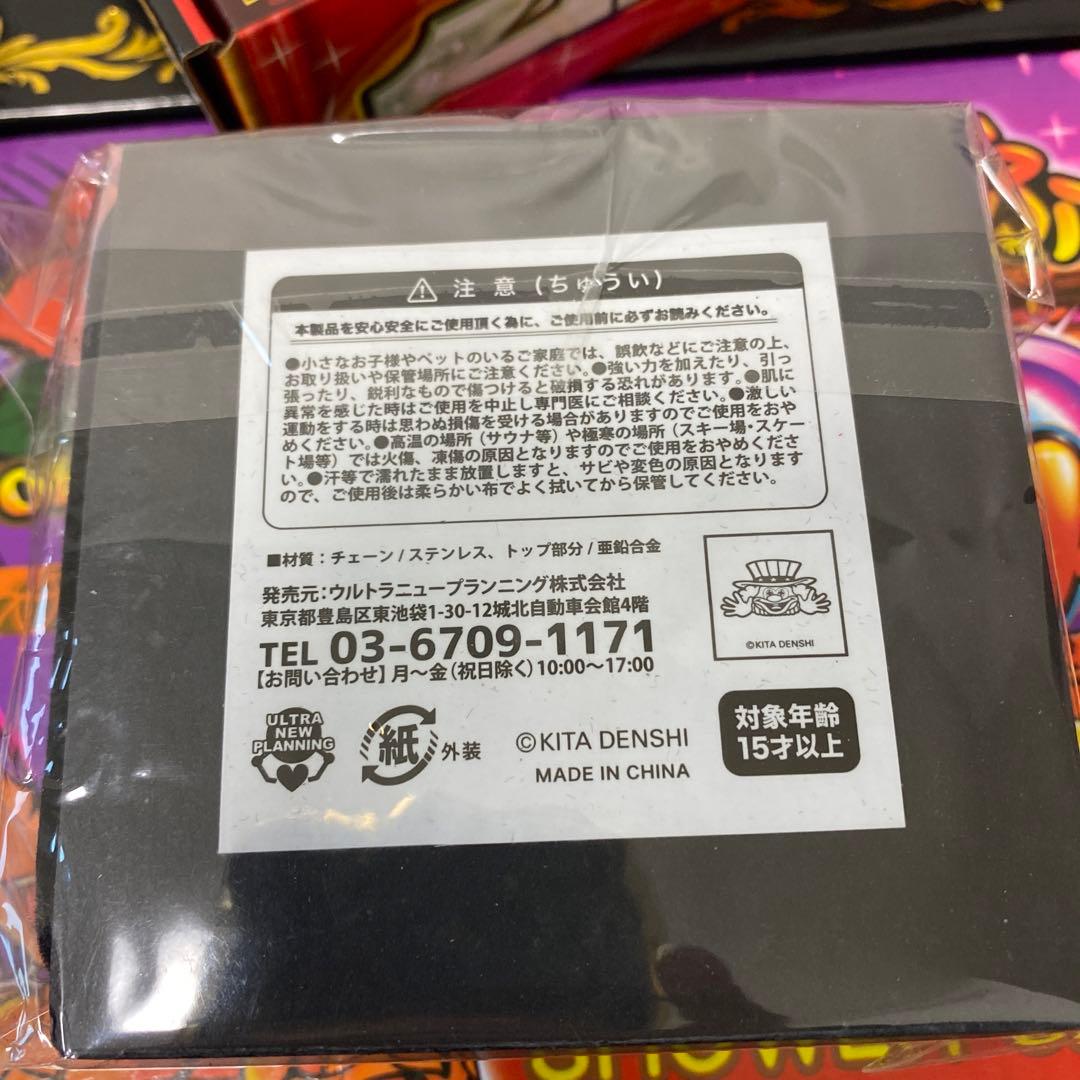 注意(ちゅうい)
本製品を安心安全にご使用頂く為に、ご使用前に必ずお読みください。
●小さなお子様やペットのいるご家庭では、誤飲などにご注意の上、
お取り扱いや保管場所にご注意ください。●強い力を加えたり、引っ
張ったり、鋭利なもので傷つけると破損する恐れがあります。●肌に
異常を感じた時はご使用を中止し専門医にご相談ください。●激しい
運動をする時は思わぬ損傷を受ける場合がありますのでご使用をおや
めください。●高温の場所(サウナ等)や極寒の場所(スキー場・スケー
ト場等)では火傷、凍傷の原因となりますのでご使用をおやめくださ
い。●汗等で濡れたまま放置しますと、サビや変色の原因となります
ので、ご使用後は柔らかい布でよく拭いてから保管してください。
■材質：チェーン/ステンレス、トップ部分/亜鉛合金
発売元:ウルトラニュープランニング株式会社
東京都豊島区東池袋1-30-12城北自動車会館4階
TEL 03-6709-1171
【お問い合わせ】月〜金(祝日除く)10:00〜17:00
©KITA DENSHI
ULTRA
NEW
PLANNING
紙 外装
©KITA DENSHI
MADE IN CHINA
対象年齢
15才以上